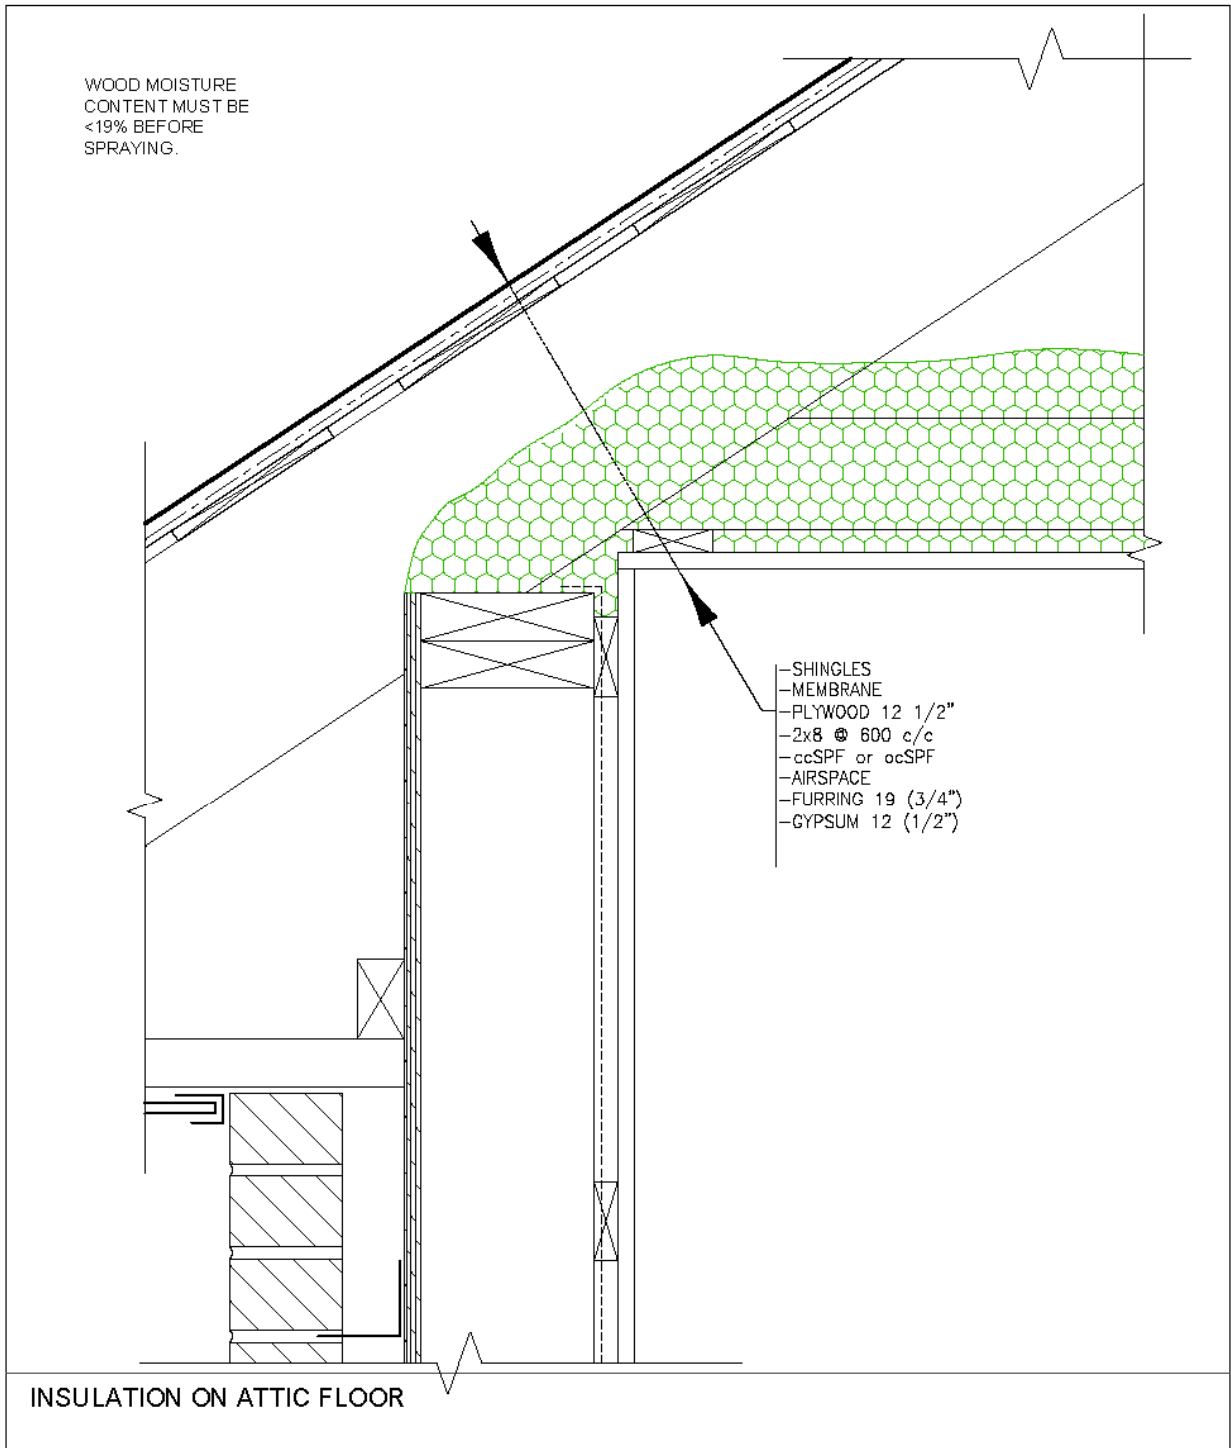 WOOD MOISTURE
CONTENT MUST BE
<19% BEFORE
SPRAYING.
-SHINGLES
-MEMBRANE
-PLYWOOD 12 1/2"
-2x8 @ 600 c/c
-ccSPF or ocSPF
-AIRSPACE
-FURRING 19 (3/4")
-GYPSUM 12 (1/2")
INSULATION ON ATTIC FLOOR